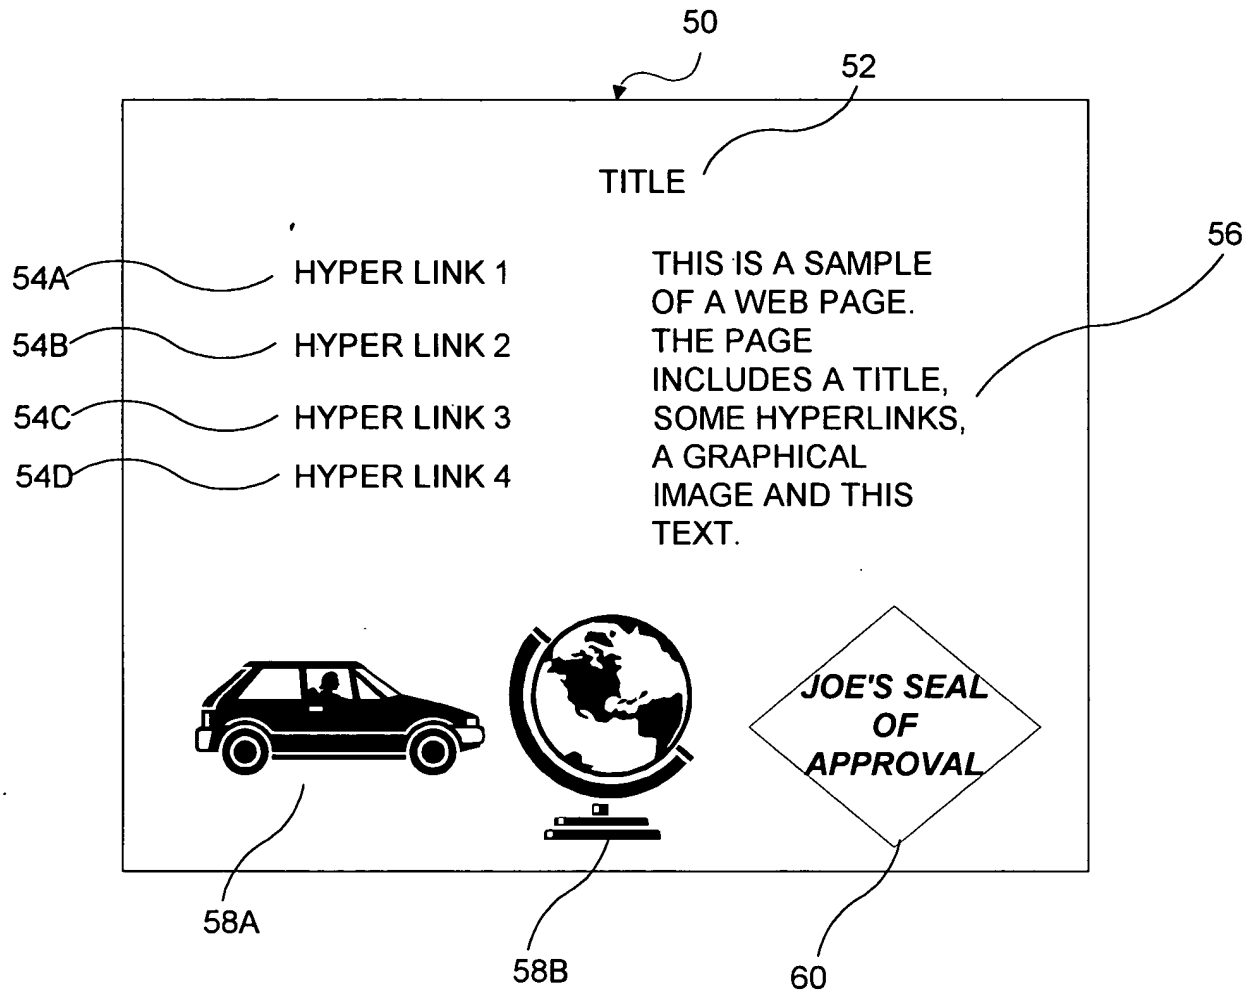 50
52
TITLE
56
54A
HYPER LINK 1
54B
HYPER LINK 2
54C
HYPER LINK 3
54D
HYPER LINK 4
THIS IS A SAMPLE
OF A WEB PAGE.
THE PAGE
INCLUDES A TITLE,
SOME HYPERLINKS,
A GRAPHICAL
IMAGE AND THIS
TEXT.
JOE'S SEAL
OF
APPROVAL
58A
58B
60